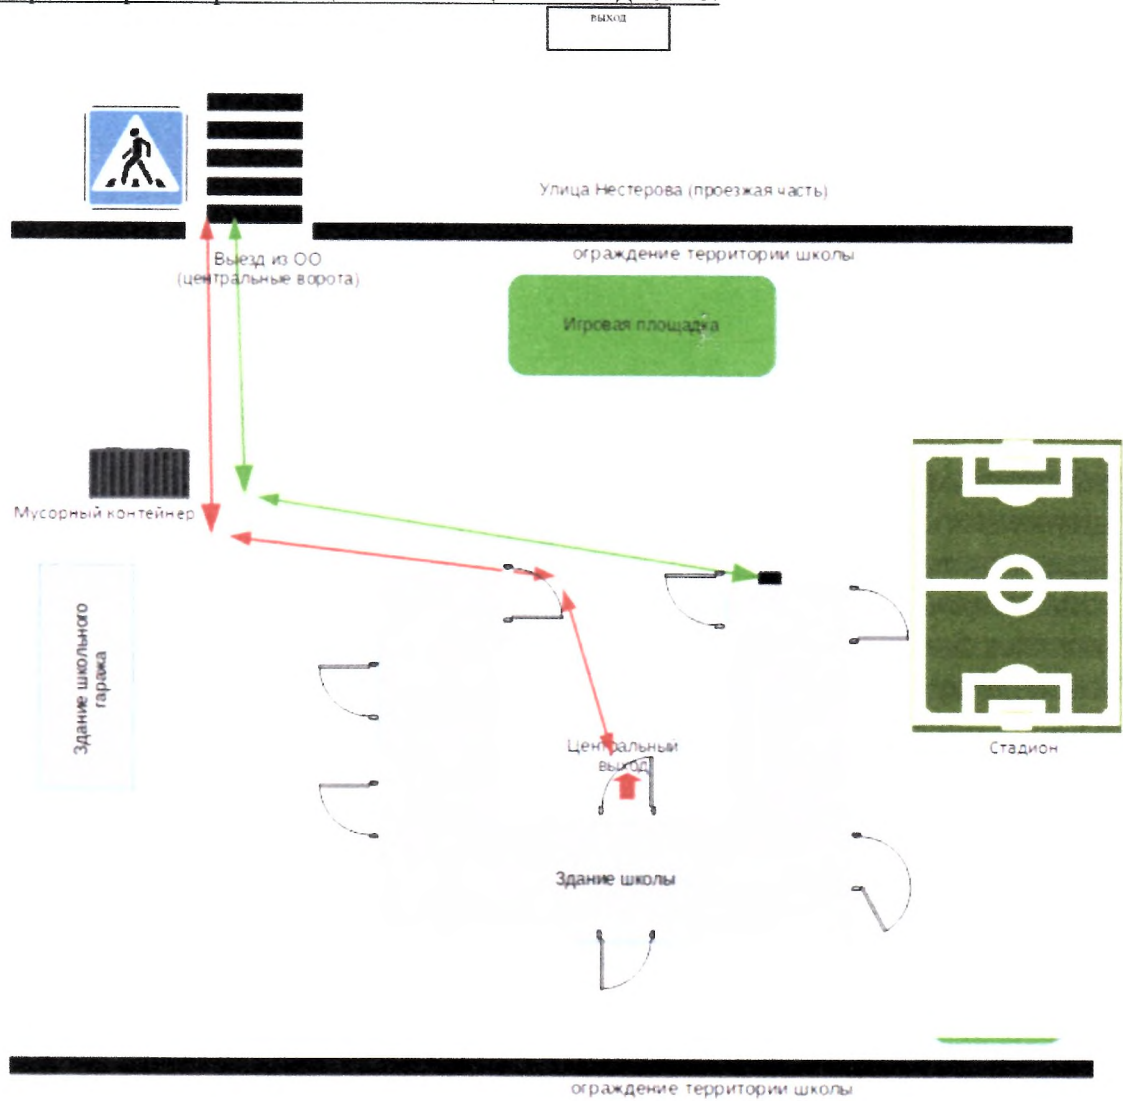 выход
Улица Нестерова (проезжая часть)
ограждение территории школы
Выезд из ОО
(центральные ворота)
Игровая площадка
Мусорный контейнер
Здание школьного
гаража
Центральный
выход
Стадион
Здание школы
ограждение территории школы